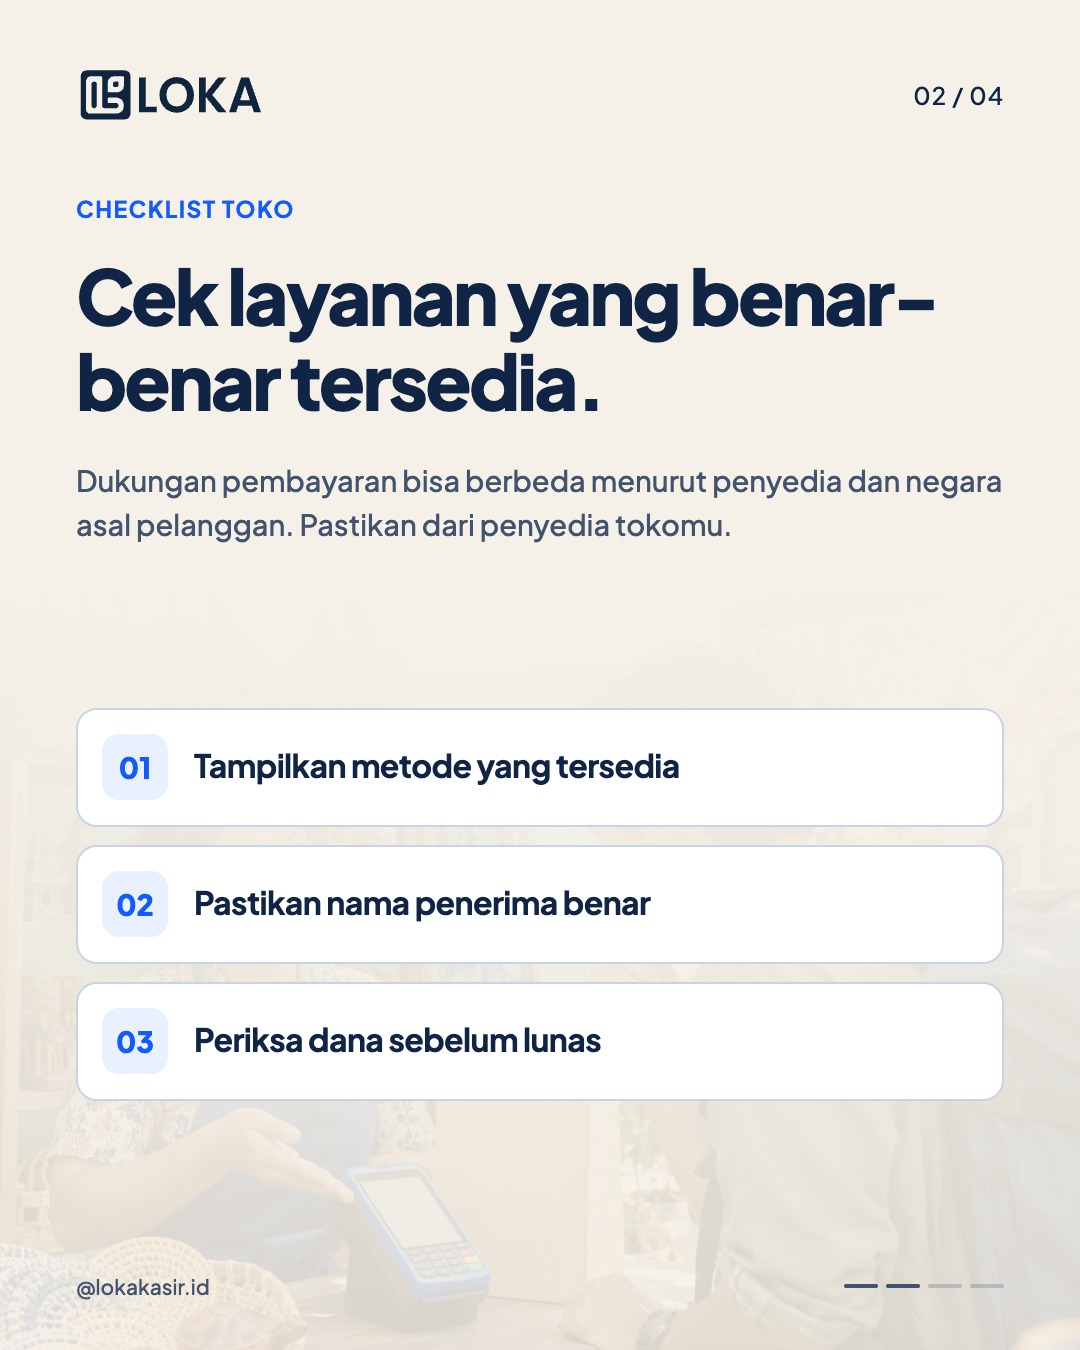 LOKA
02 / 04
CHECKLIST TOKO
Cek layanan yang benar-
benar tersedia.
Dukungan pembayaran bisa berbeda menurut penyedia dan negara
asal pelanggan. Pastikan dari penyedia tokomu.
01 Tampilkan metode yang tersedia
02 Pastikan nama penerima benar
03 Periksa dana sebelum lunas
@lokakasir.id